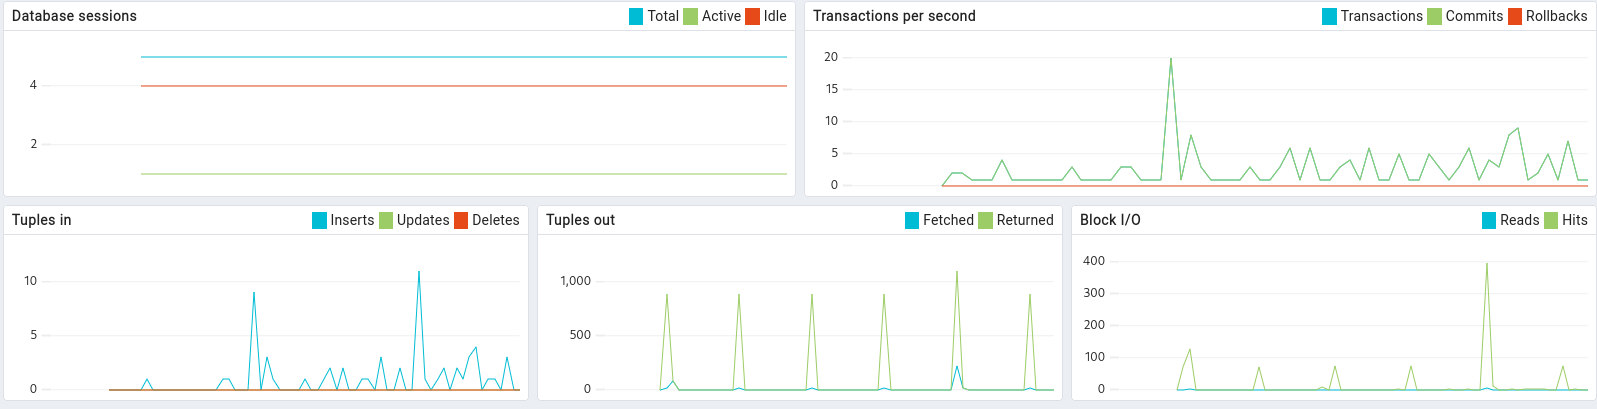 Database sessions
Total Active Idle
4
2
Transactions per second
Transactions Commits Rollbacks
20
15
10
5
0
Tuples in
Inserts Updates Deletes
10
5
0
Tuples out
Fetched Returned
1,000
500
0
Block I/O
Reads Hits
400
300
200
100
0